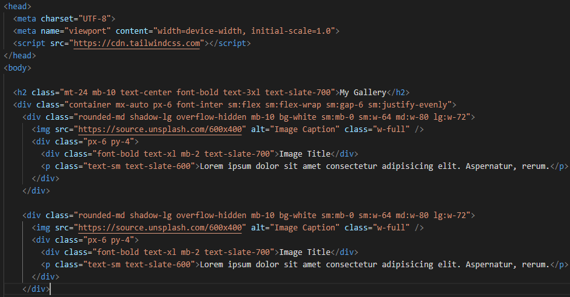 <head>
<meta charset="UTF-8">
<meta name="viewport" content="width=device-width, initial-scale=1.0">
<script src="https://cdn.tailwindcss.com"></script>
</head>
<body>
<h2 class="mt-24 mb-10 text-center font-bold text-3xl text-slate-700">My Gallery</h2>
<div class="container mx-auto px-6 font-inter sm:flex sm:flex-wrap sm:gap-6 sm:justify-evenly">
<div class="rounded-md shadow-lg overflow-hidden mb-10 bg-white sm:mb-0 sm:w-64 md:w-80 lg:w-72">
<img src="https://source.unsplash.com/600x400" alt="Image Caption" class="w-full" />
<div class="px-6 py-4">
<div class="font-bold text-xl mb-2 text-slate-700">Image Title</div>
<p class="text-sm text-slate-600">Lorem ipsum dolor sit amet consectetur adipisicing elit. Aspernatur, rerum.</p>
</div>
</div>
<div class="rounded-md shadow-lg overflow-hidden mb-10 bg-white sm:mb-0 sm:w-64 md:w-80 lg:w-72">
<img src="https://source.unsplash.com/600x400" alt="Image Caption" class="w-full" />
<div class="px-6 py-4">
<div class="font-bold text-xl mb-2 text-slate-700">Image Title</div>
<p class="text-sm text-slate-600">Lorem ipsum dolor sit amet consectetur adipisicing elit. Aspernatur, rerum.</p>
</div>
</div>